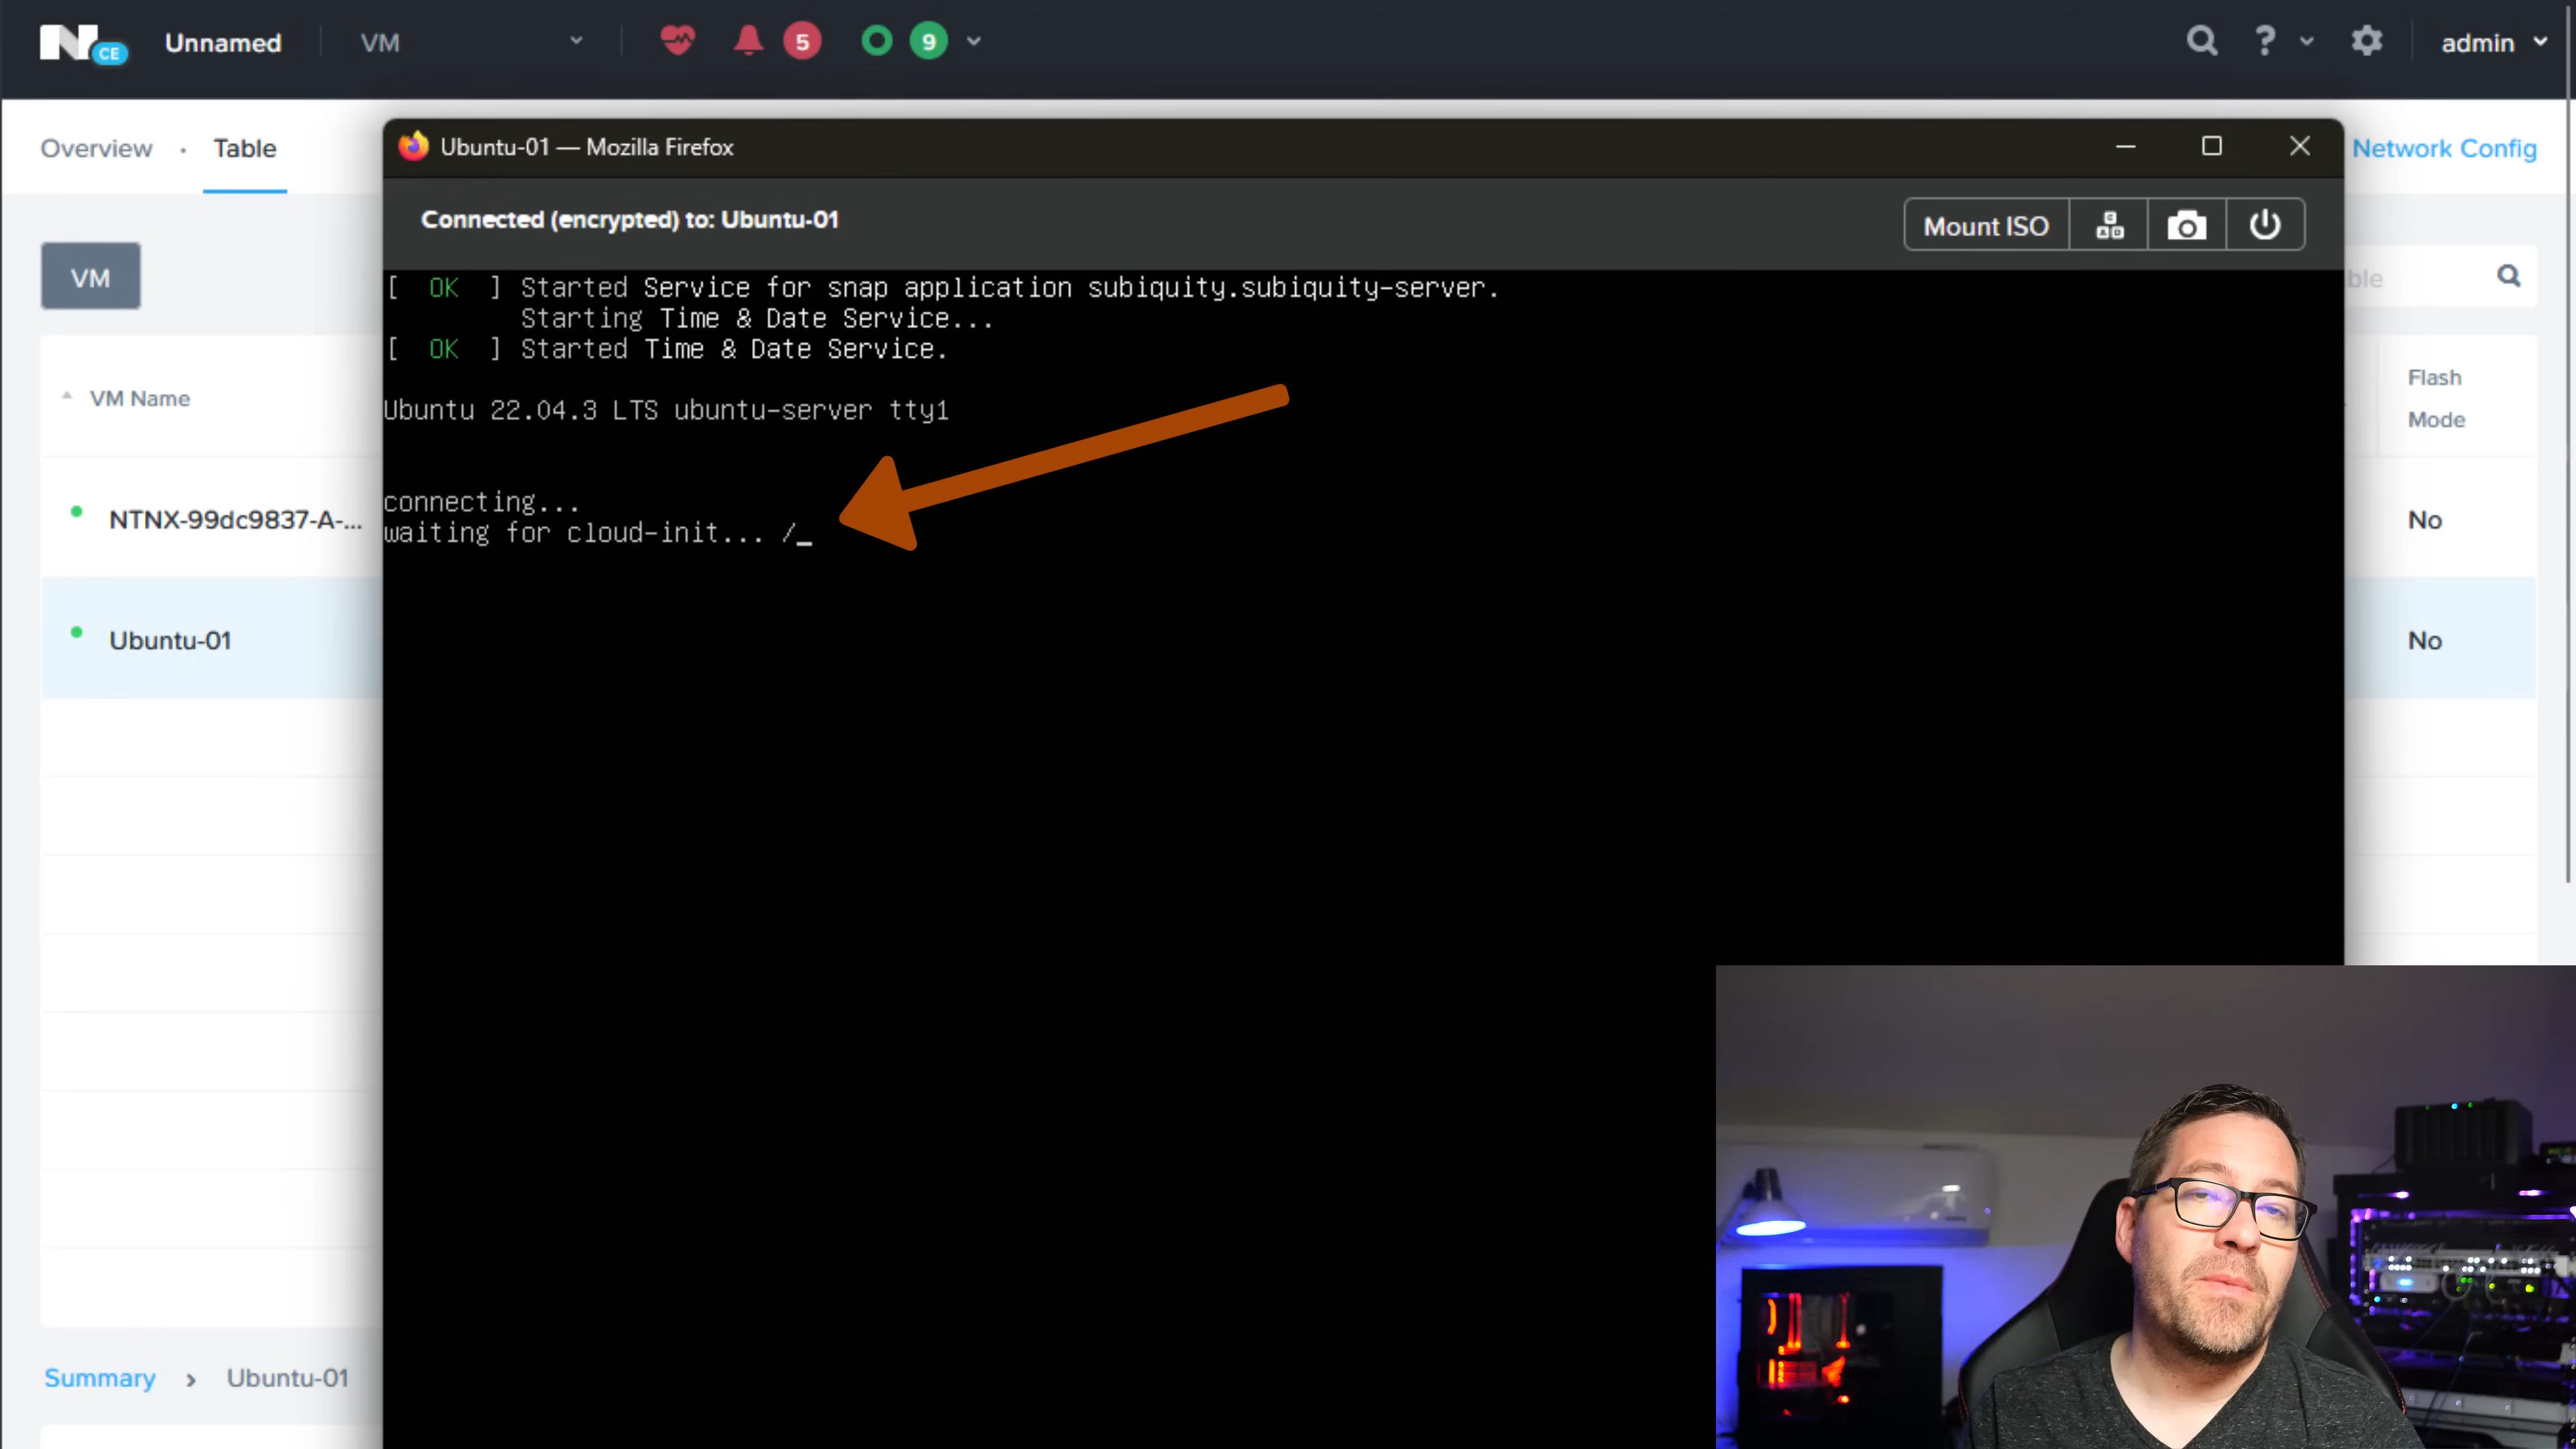 N CE Unnamed VM 5 9 ? admin
Overview · Table
Network Config
Ubuntu-01 — Mozilla Firefox
Connected (encrypted) to: Ubuntu-01
Mount ISO
VM
ble
[ OK ] Started Service for snap application subiquity.subiquity-server.
Starting Time & Date Service...
[ OK ] Started Time & Date Service.
Ubuntu 22.04.3 LTS ubuntu-server tty1
connecting...
waiting for cloud-init... /_
VM Name
Flash
Mode
NTNX-99dc9837-A-...
No
Ubuntu-01
No
Summary > Ubuntu-01